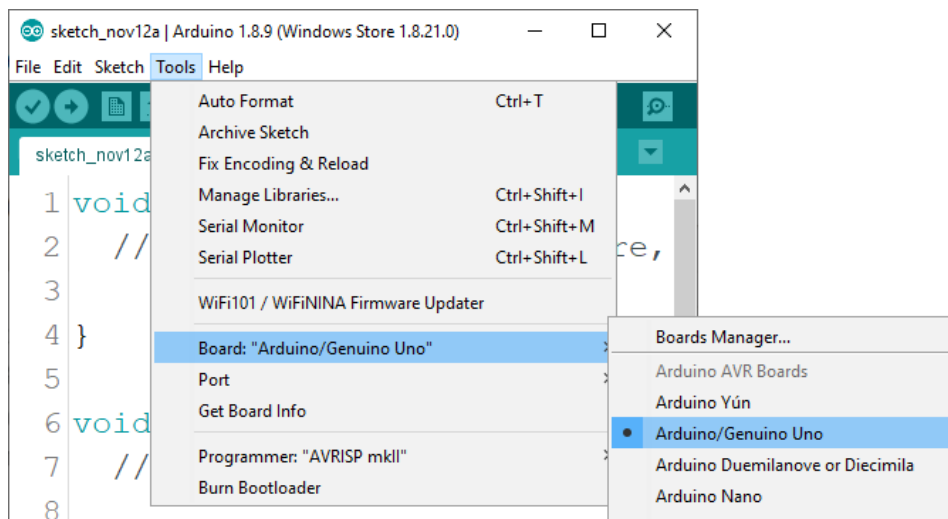 sketch_nov12a | Arduino 1.8.9 (Windows Store 1.8.21.0)
File Edit Sketch Tools Help
sketch_nov12a
Auto Format Ctrl+T
Archive Sketch
Fix Encoding & Reload
Manage Libraries... Ctrl+Shift+I
Serial Monitor Ctrl+Shift+M
Serial Plotter Ctrl+Shift+L
WiFi101 / WiFiNINA Firmware Updater
Board: "Arduino/Genuino Uno"
Port
Get Board Info
Programmer: "AVRISP mkII"
Burn Bootloader
Boards Manager...
Arduino AVR Boards
Arduino Yún
Arduino/Genuino Uno
Arduino Duemilanove or Diecimila
Arduino Nano
1 void
2 // re,
3
4 }
5
6 void
7 //
8